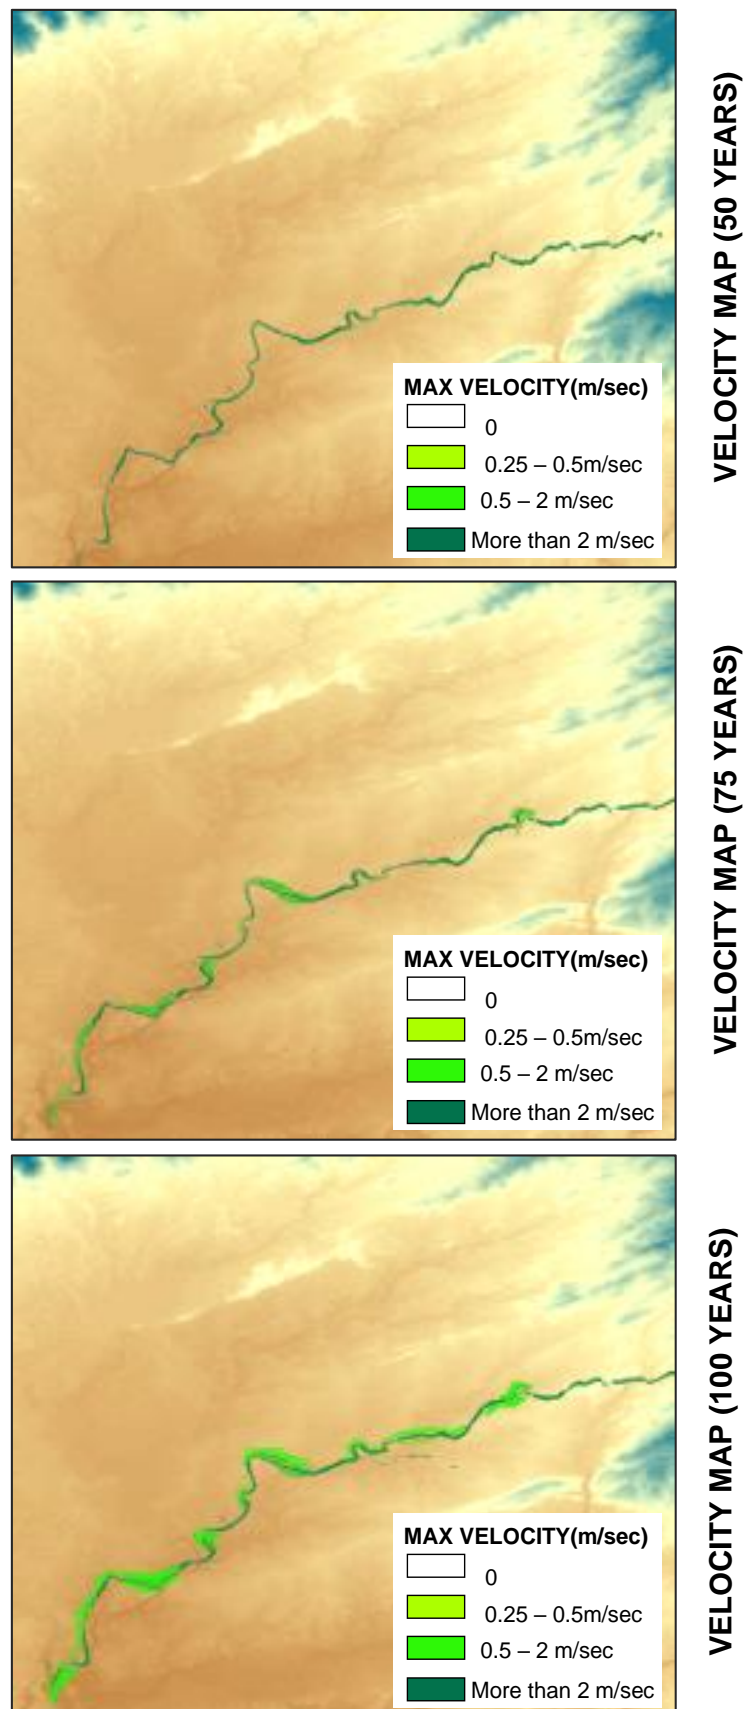 VELOCITY MAP (50 YEARS)
MAX VELOCITY(m/sec)
0
0.25 – 0.5m/sec
0.5 – 2 m/sec
More than 2 m/sec
VELOCITY MAP (75 YEARS)
MAX VELOCITY(m/sec)
0
0.25 – 0.5m/sec
0.5 – 2 m/sec
More than 2 m/sec
VELOCITY MAP (100 YEARS)
MAX VELOCITY(m/sec)
0
0.25 – 0.5m/sec
0.5 – 2 m/sec
More than 2 m/sec